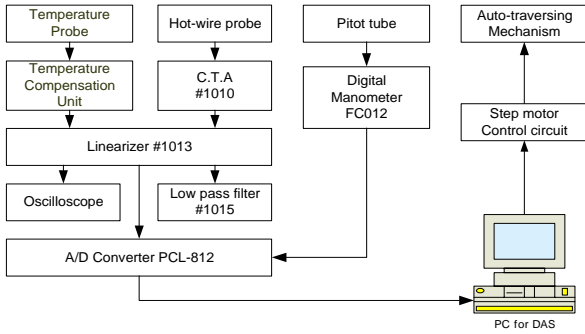 Temperature
Probe
Hot-wire probe
Pitot tube
Auto-traversing
Mechanism
Temperature
Compensation
Unit
C.T.A
#1010
Digital
Manometer
FC012
Step motor
Control circuit
Linearizer #1013
Oscilloscope
Low pass filter
#1015
A/D Converter PCL-812
PC for DAS